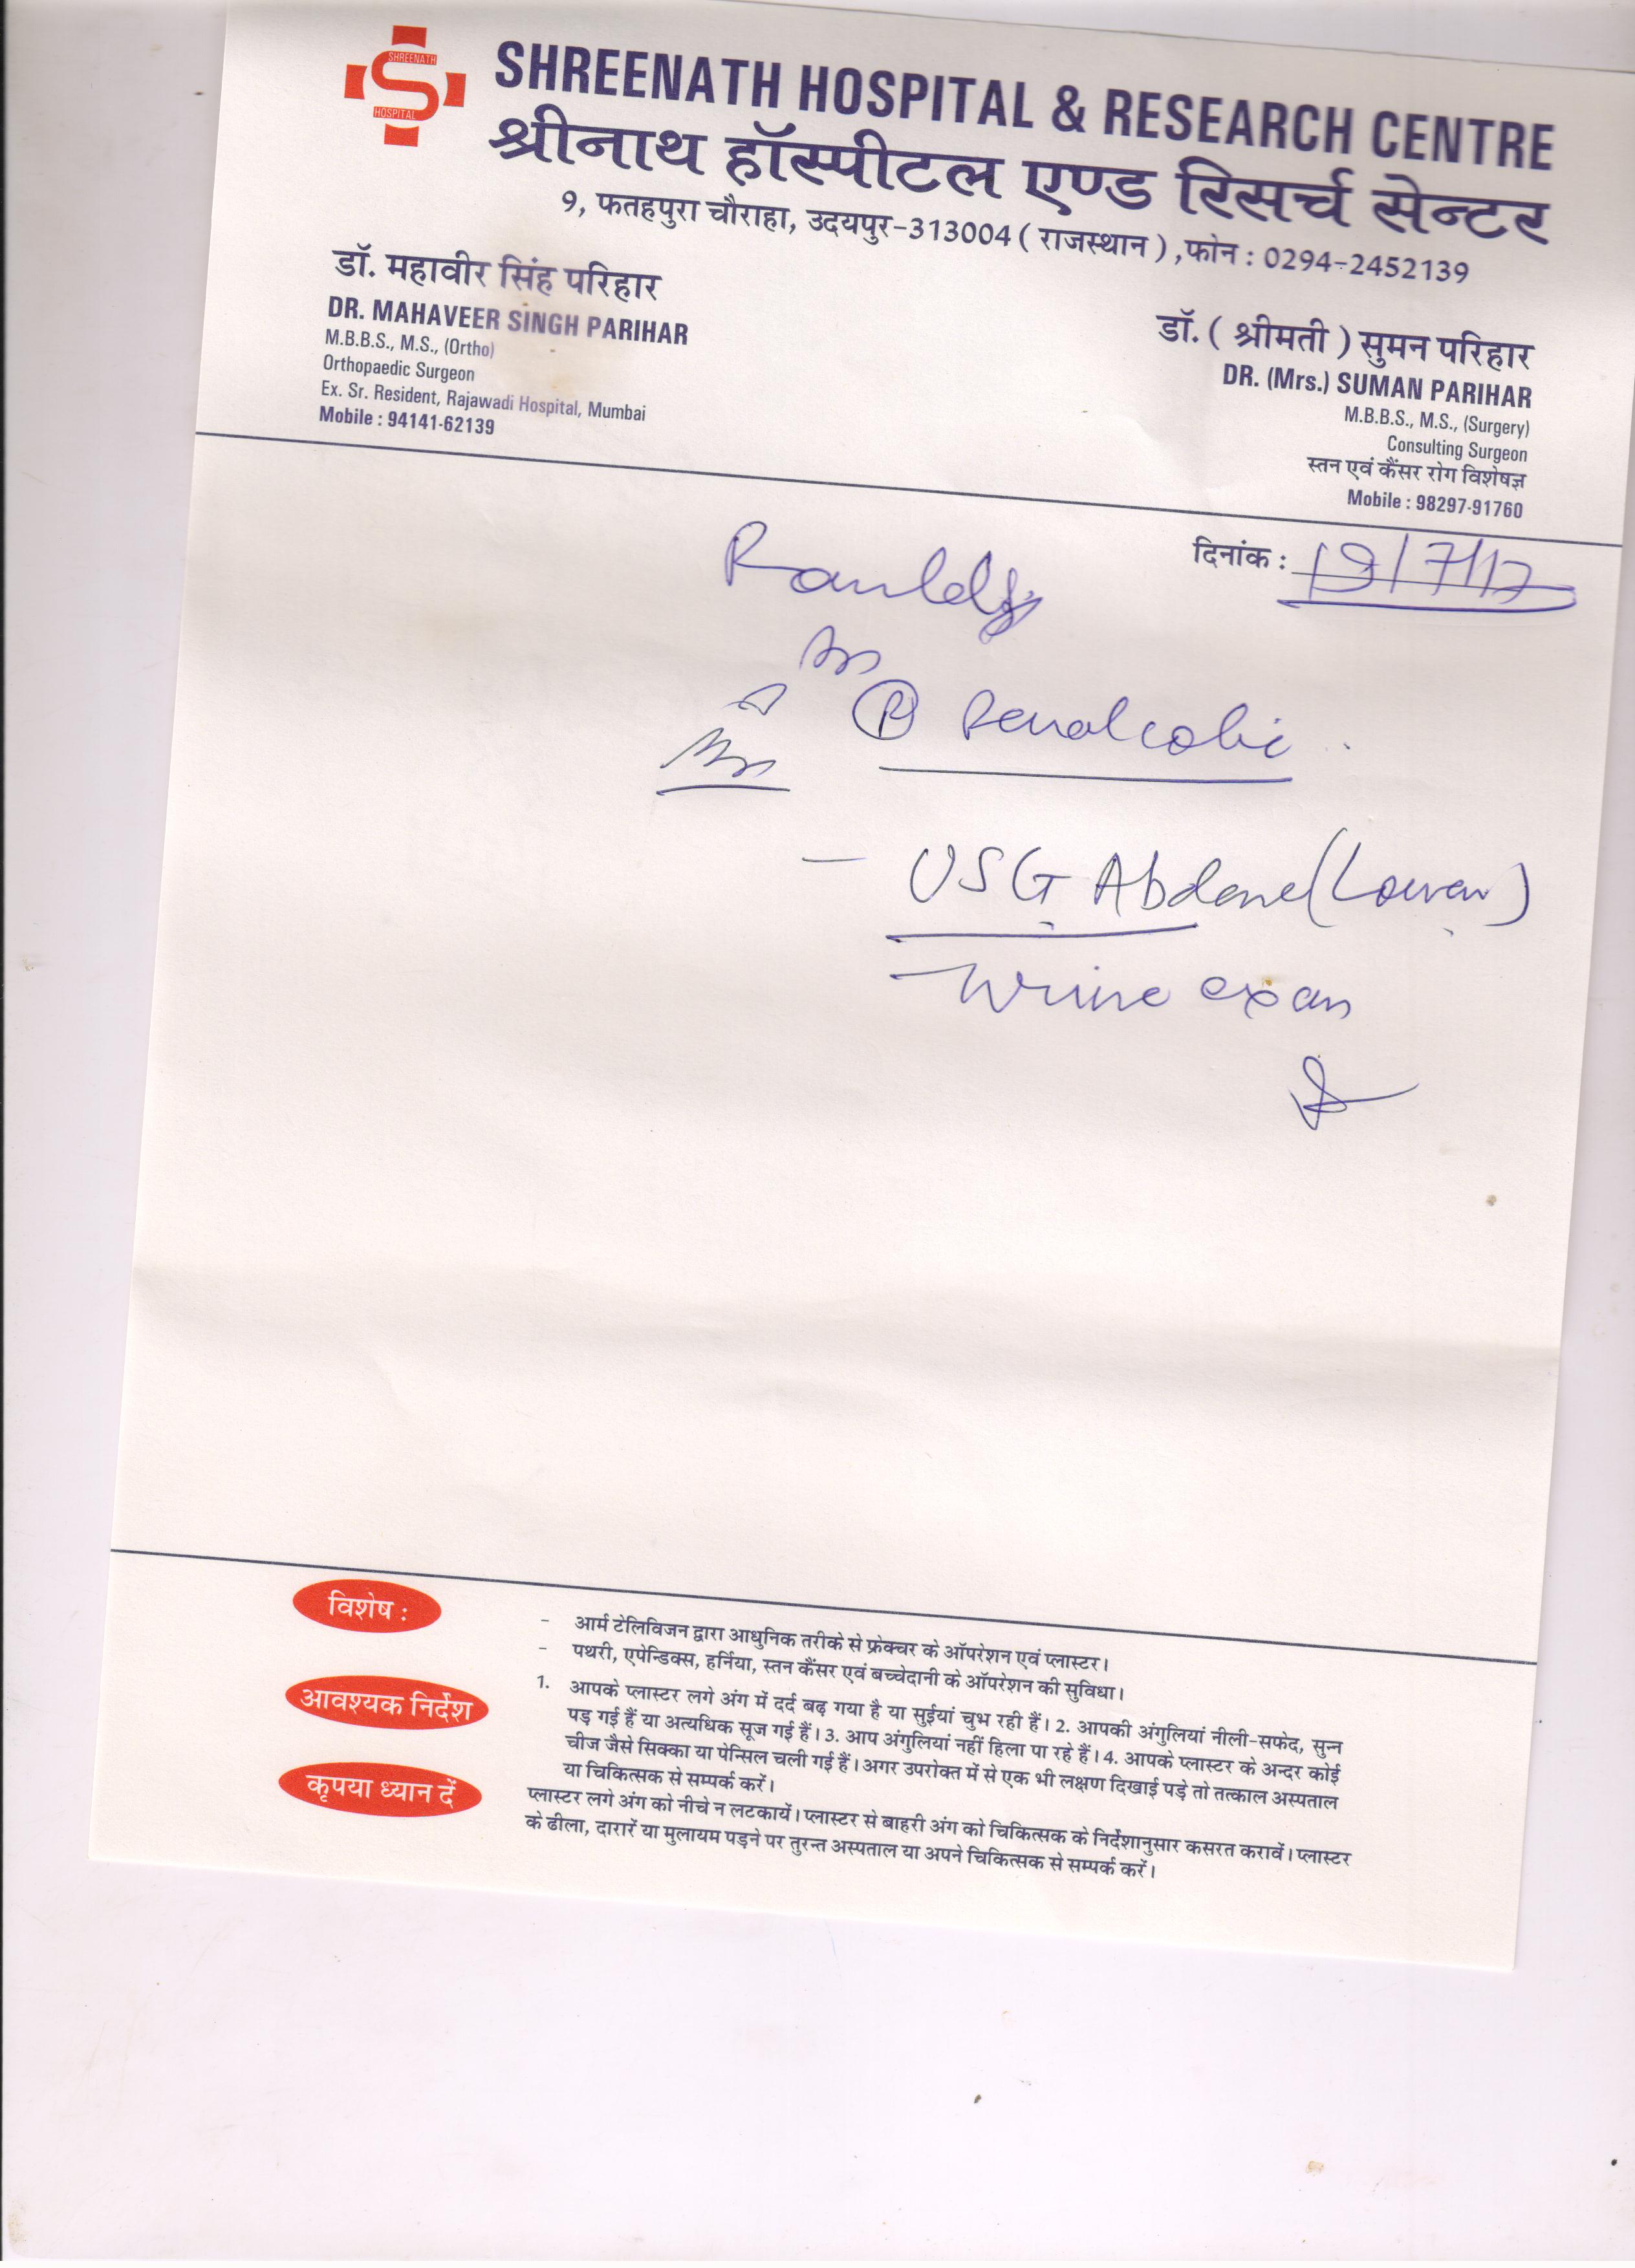 SHREENATH
HOSPITAL
SHREENATH HOSPITAL & RESEARCH CENTRE
श्रीनाथ हॉस्पीटल एण्ड रिसर्च सेन्टर
9, फतहपुरा चौराहा, उदयपुर-313004 ( राजस्थान ) ,फोन : 0294-2452139
डॉ. महावीर सिंह परिहार
DR. MAHAVEER SINGH PARIHAR
M.B.B.S., M.S., (Ortho)
Orthopaedic Surgeon
Ex. Sr. Resident, Rajawadi Hospital, Mumbai
Mobile : 94141-62139
डॉ. ( श्रीमती ) सुमन परिहार
DR. (Mrs.) SUMAN PARIHAR
M.B.B.S., M.S., (Surgery)
Consulting Surgeon
स्तन एवं कैंसर रोग विशेषज्ञ
Mobile : 98297-91760
दिनांक : 19/7/17
Renal colic
- USG Abdome (Lower)
- Urine exam
विशेष :
- आर्म टेलिविजन द्वारा आधुनिक तरीके से फ्रेक्चर के ऑपरेशन एवं प्लास्टर।
- पथरी, एपेन्डिक्स, हर्निया, स्तन कैंसर एवं बच्चेदानी के ऑपरेशन की सुविधा।
आवश्यक निर्देश
1. आपके प्लास्टर लगे अंग में दर्द बढ़ गया है या सुईयां चुभ रही हैं। 2. आपकी अंगुलियां नीली-सफेद, सुन्न
पड़ गई हैं या अत्यधिक सूज गई हैं। 3. आप अंगुलियां नहीं हिला पा रहे हैं। 4. आपके प्लास्टर के अन्दर कोई
चीज जैसे सिक्का या पेन्सिल चली गई हैं। अगर उपरोक्त में से एक भी लक्षण दिखाई पड़े तो तत्काल अस्पताल
या चिकित्सक से सम्पर्क करें।
कृपया ध्यान दें
प्लास्टर लगे अंग को नीचे न लटकायें। प्लास्टर से बाहरी अंग को चिकित्सक के निर्देशानुसार कसरत करावें। प्लास्टर
के ढीला, दारारें या मुलायम पड़ने पर तुरन्त अस्पताल या अपने चिकित्सक से सम्पर्क करें।